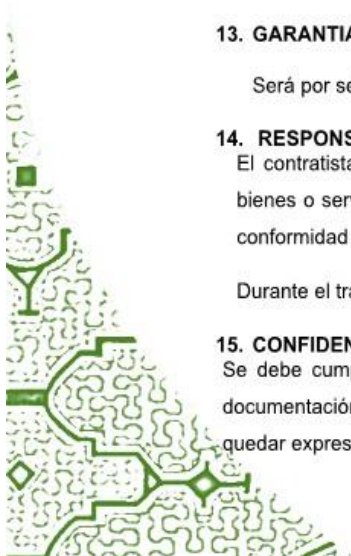 13. GARANTIA
Será por se
14. RESPONS
El contratista
bienes o serv
conformidad
Durante el tra
15. CONFIDEN
Se debe cump
documentación
quedar expres